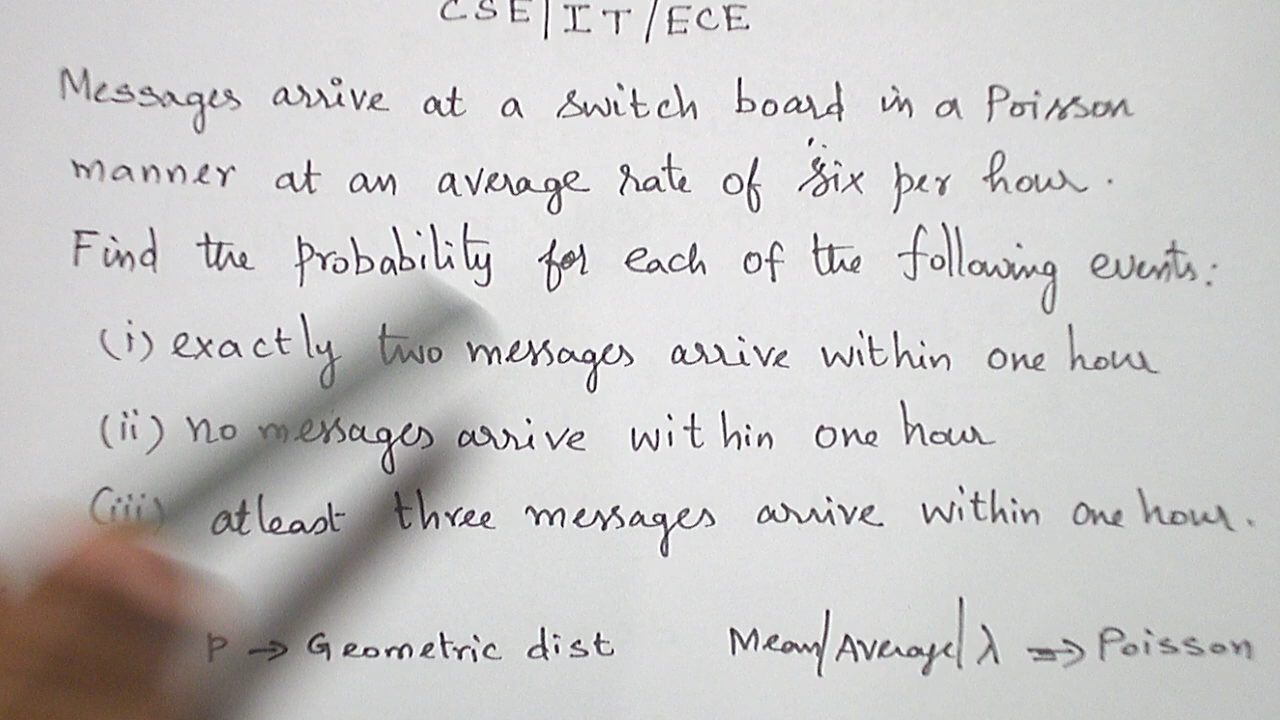 CSE/IT/ECE
Messages arrive at a switch board in a Poisson
manner at an average rate of six per hour.
Find the probability for each of the following events:
(i) exactly two messages arrive within one hour
(ii) no messages arrive within one hour
(iii) atleast three messages arrive within one hour.
P → Geometric dist Mean/Average/λ ⇒ Poisson